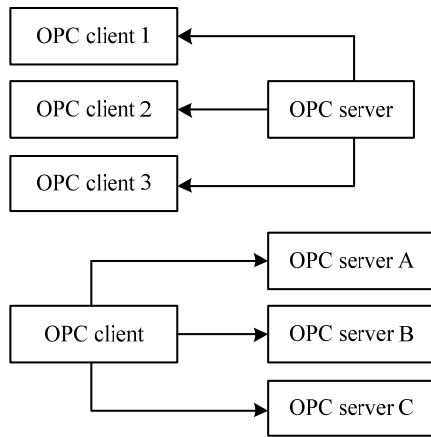 OPC client 1
OPC client 2
OPC server
OPC client 3
OPC server A
OPC client
OPC server B
OPC server C